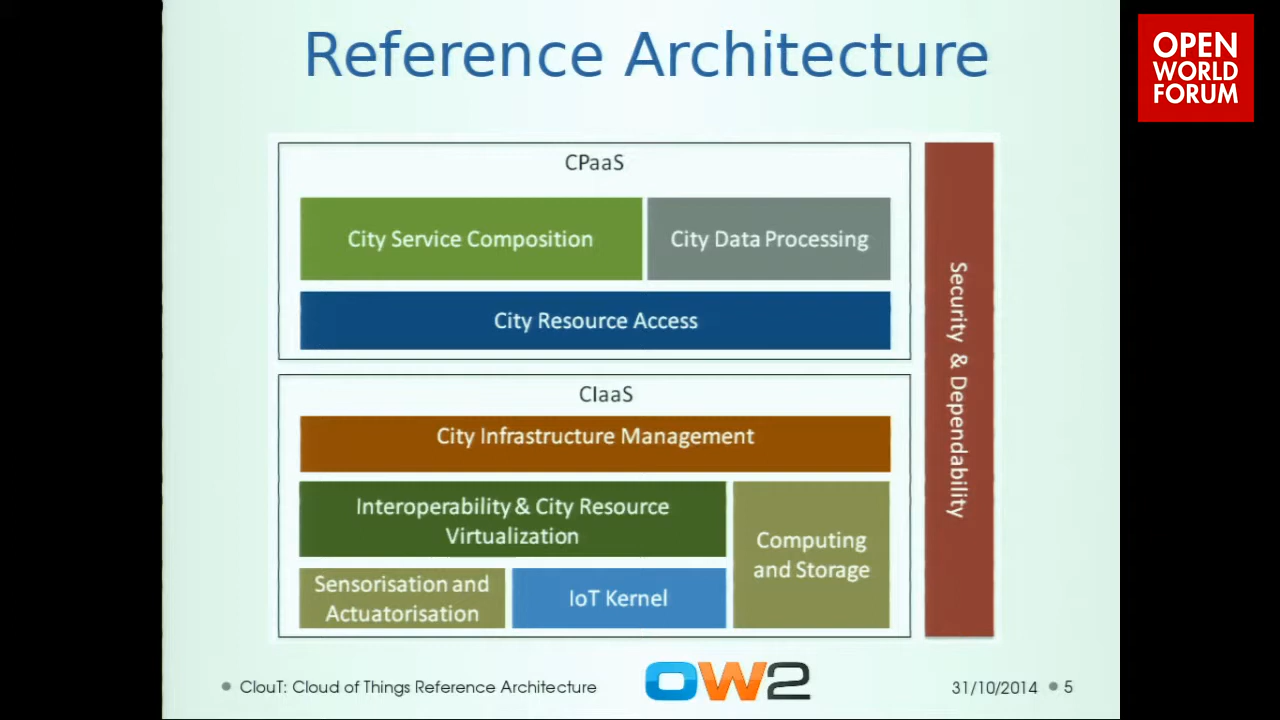 Reference Architecture
OPEN
WORLD
FORUM
CPaaS
City Service Composition
City Data Processing
City Resource Access
CIaaS
City Infrastructure Management
Interoperability & City Resource
Virtualization
Computing
and Storage
Sensorisation and
Actuatorisation
IoT Kernel
Security & Dependability
ClouT: Cloud of Things Reference Architecture
OW2
31/10/2014
5